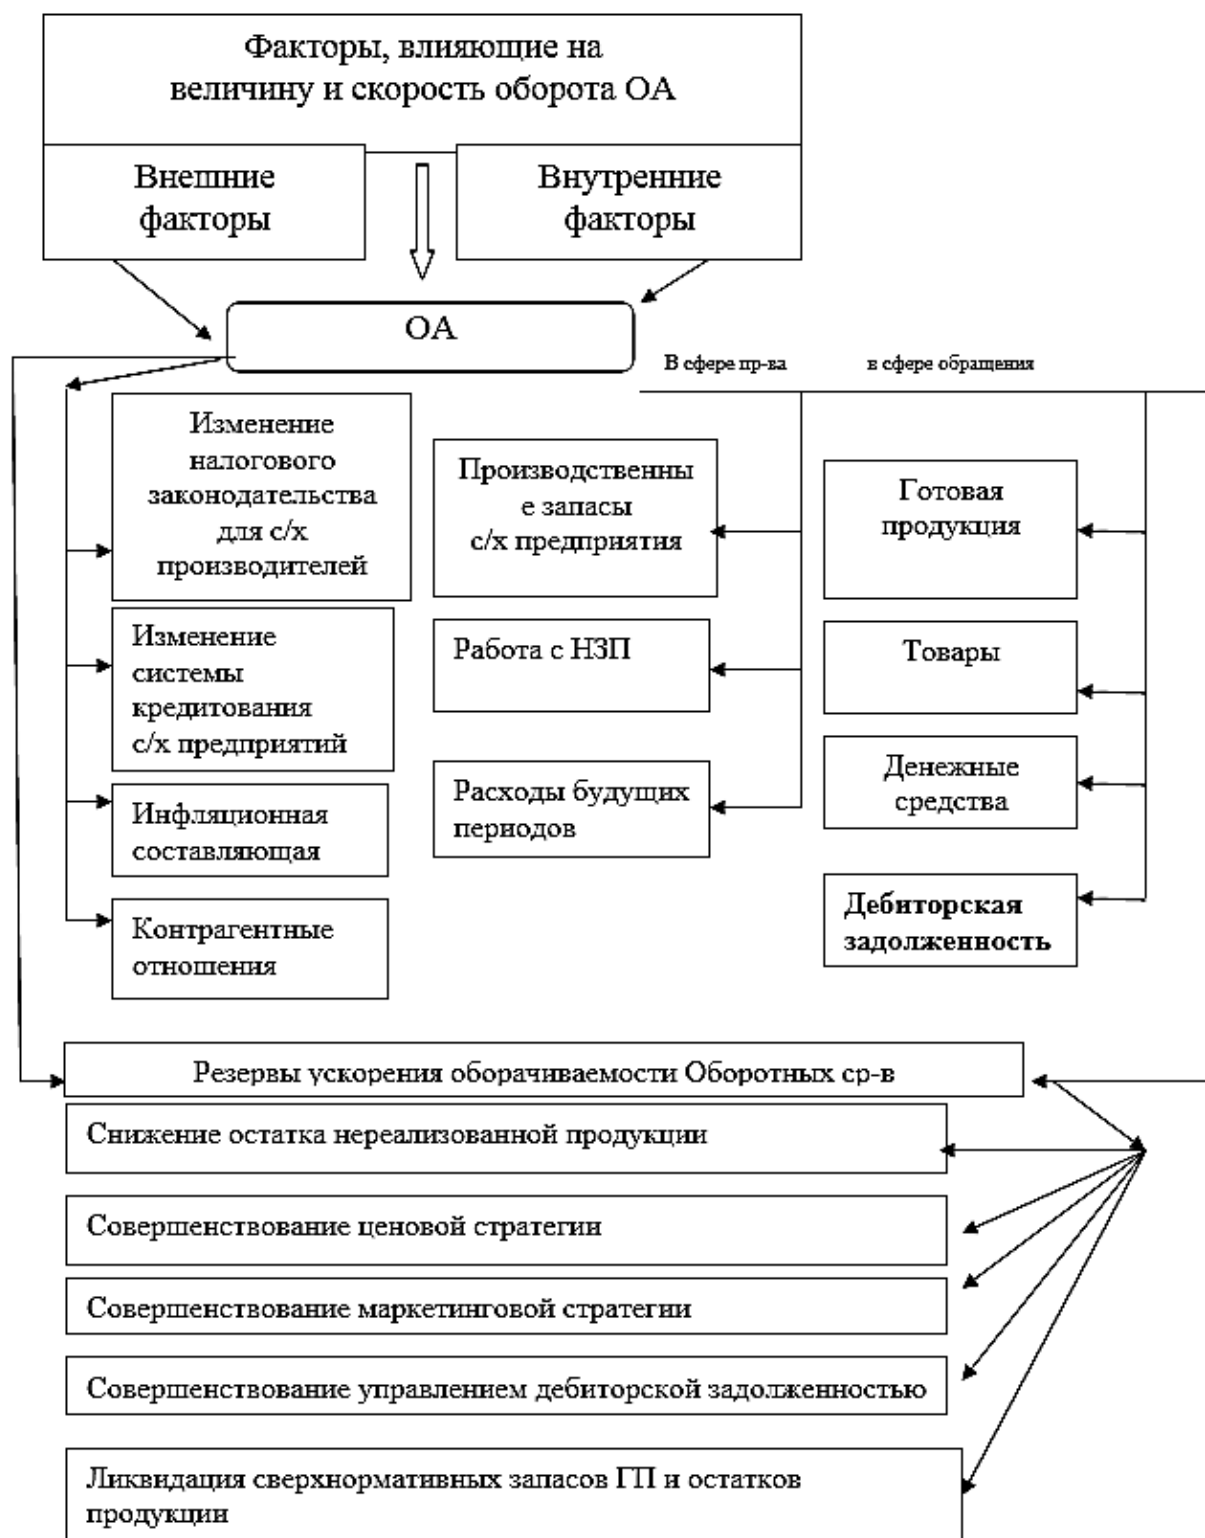 Факторы, влияющие на
величину и скорость оборота ОА
Внешние
факторы
Внутренние
факторы
ОА
В сфере пр-ва
в сфере обращения
Изменение
налогового
законодательства
для с/х
производителей
Изменение
системы
кредитования
с/х предприятий
Инфляционная
составляющая
Контрагентные
отношения
Производственны
е запасы
с/х предприятия
Работа с НЗП
Расходы будущих
периодов
Готовая
продукция
Товары
Денежные
средства
Дебиторская
задолженность
Резервы ускорения оборачиваемости Оборотных ср-в
Снижение остатка нереализованной продукции
Совершенствование ценовой стратегии
Совершенствование маркетинговой стратегии
Совершенствование управлением дебиторской задолженностью
Ликвидация сверхнормативных запасов ГП и остатков
продукции